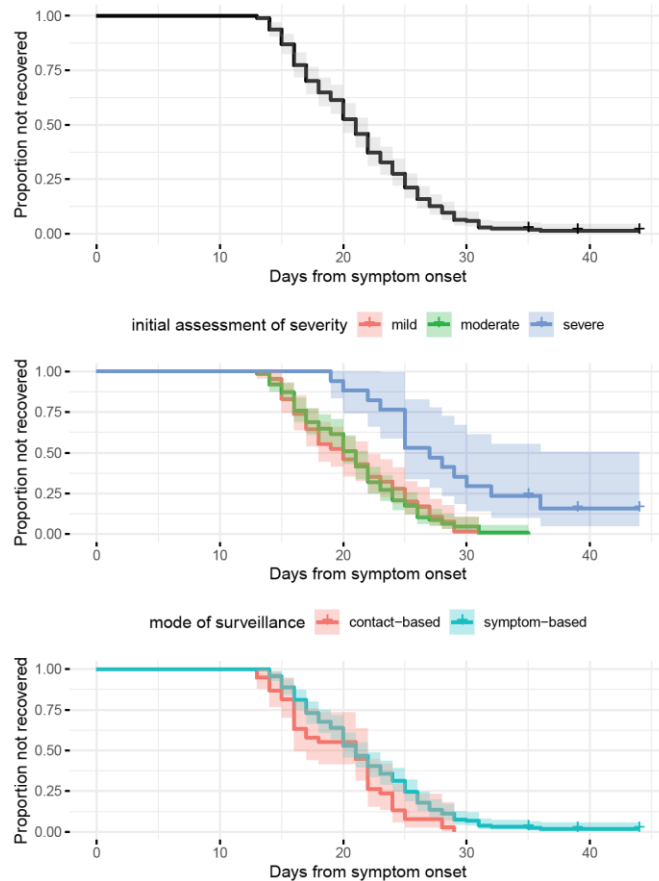 Proportion not recovered
1.00
0.75
0.50
0.25
0.00
0 10 20 30 40
Days from symptom onset
initial assessment of severity mild moderate severe
Proportion not recovered
1.00
0.75
0.50
0.25
0.00
0 10 20 30 40
Days from symptom onset
mode of surveillance contact-based symptom-based
Proportion not recovered
1.00
0.75
0.50
0.25
0.00
0 10 20 30 40
Days from symptom onset